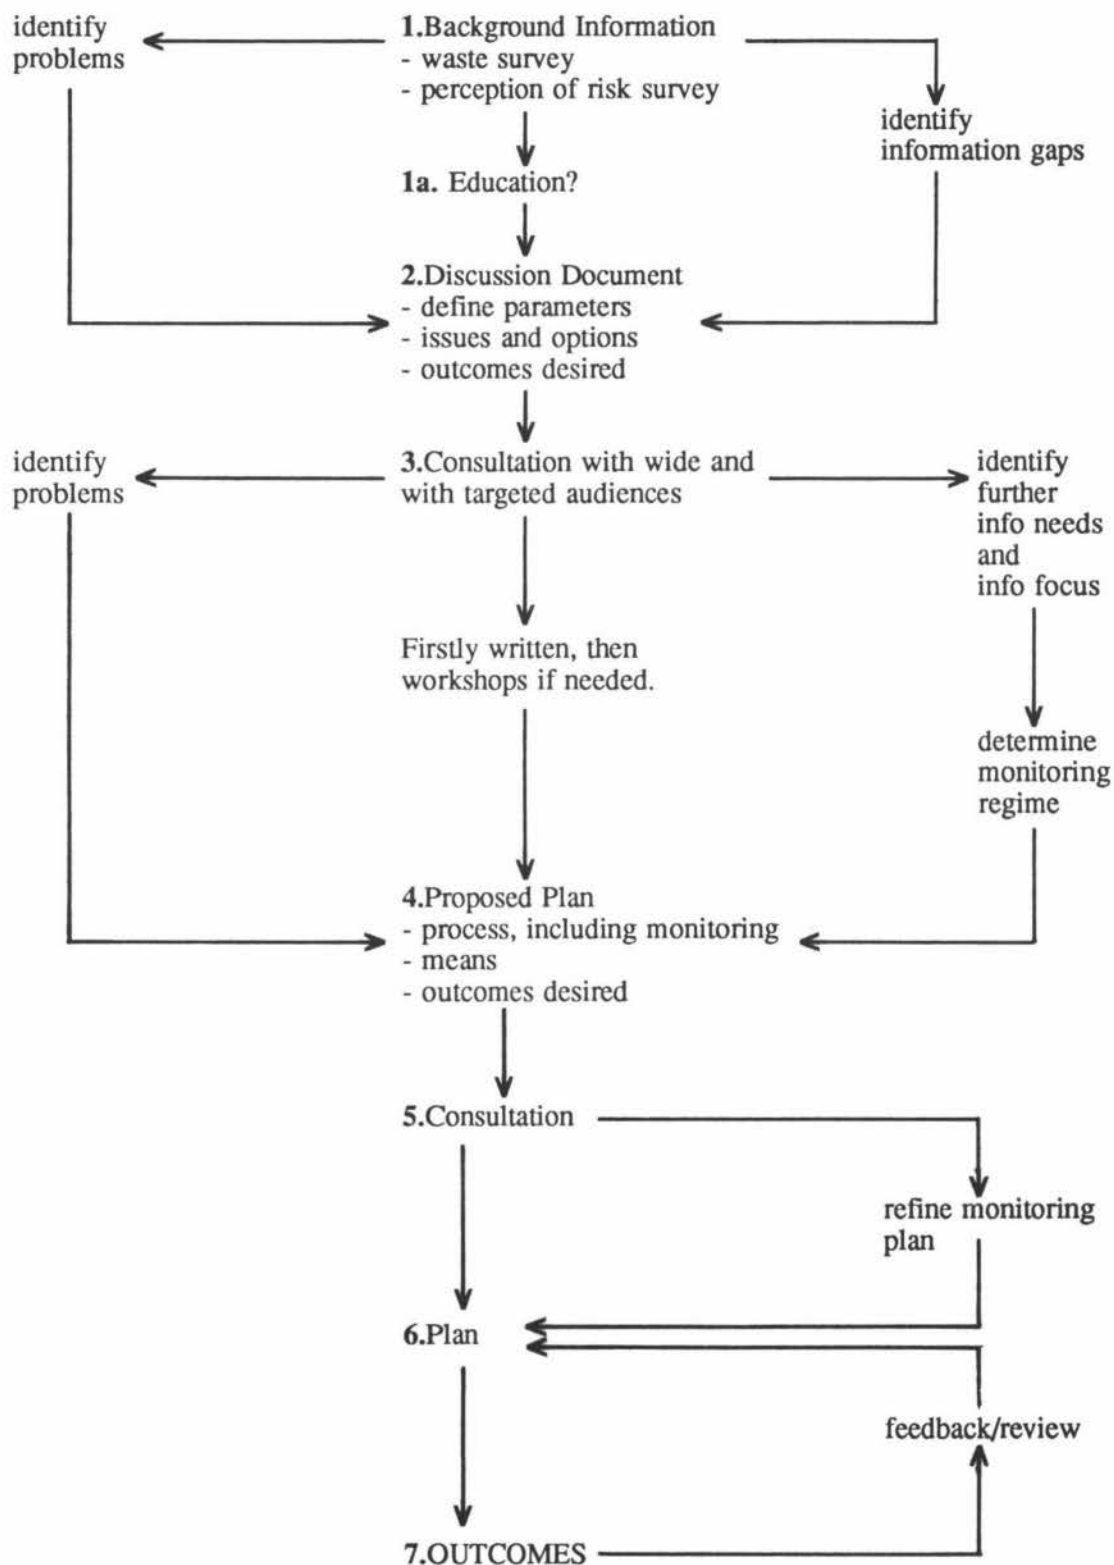 identify
problems
1.Background Information
- waste survey
- perception of risk survey
identify
information gaps
1a. Education?
2.Discussion Document
- define parameters
- issues and options
- outcomes desired
identify
problems
3.Consultation with wide and
with targeted audiences
identify
further
info needs
and
info focus
Firstly written, then
workshops if needed.
determine
monitoring
regime
4.Proposed Plan
- process, including monitoring
- means
- outcomes desired
5.Consultation
refine monitoring
plan
6.Plan
feedback/review
7.OUTCOMES